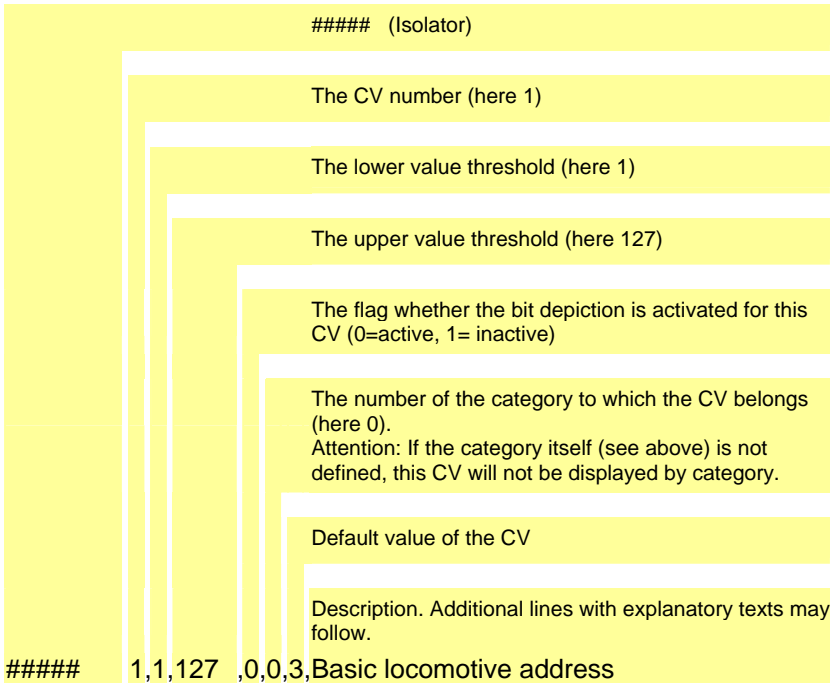 ##### (Isolator)
The CV number (here 1)
The lower value threshold (here 1)
The upper value threshold (here 127)
The flag whether the bit depiction is activated for this
CV (0=active, 1= inactive)
The number of the category to which the CV belongs
(here 0).
Attention: If the category itself (see above) is not
defined, this CV will not be displayed by category.
Default value of the CV
Description. Additional lines with explanatory texts may
follow.
##### 1,1,127 ,0,0,3,Basic locomotive address